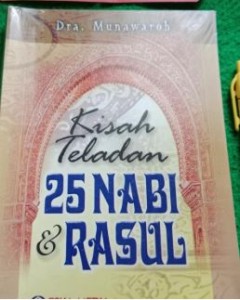 Dra. Munawaroh
Kisah
Teladan
25 NABI
& RASUL